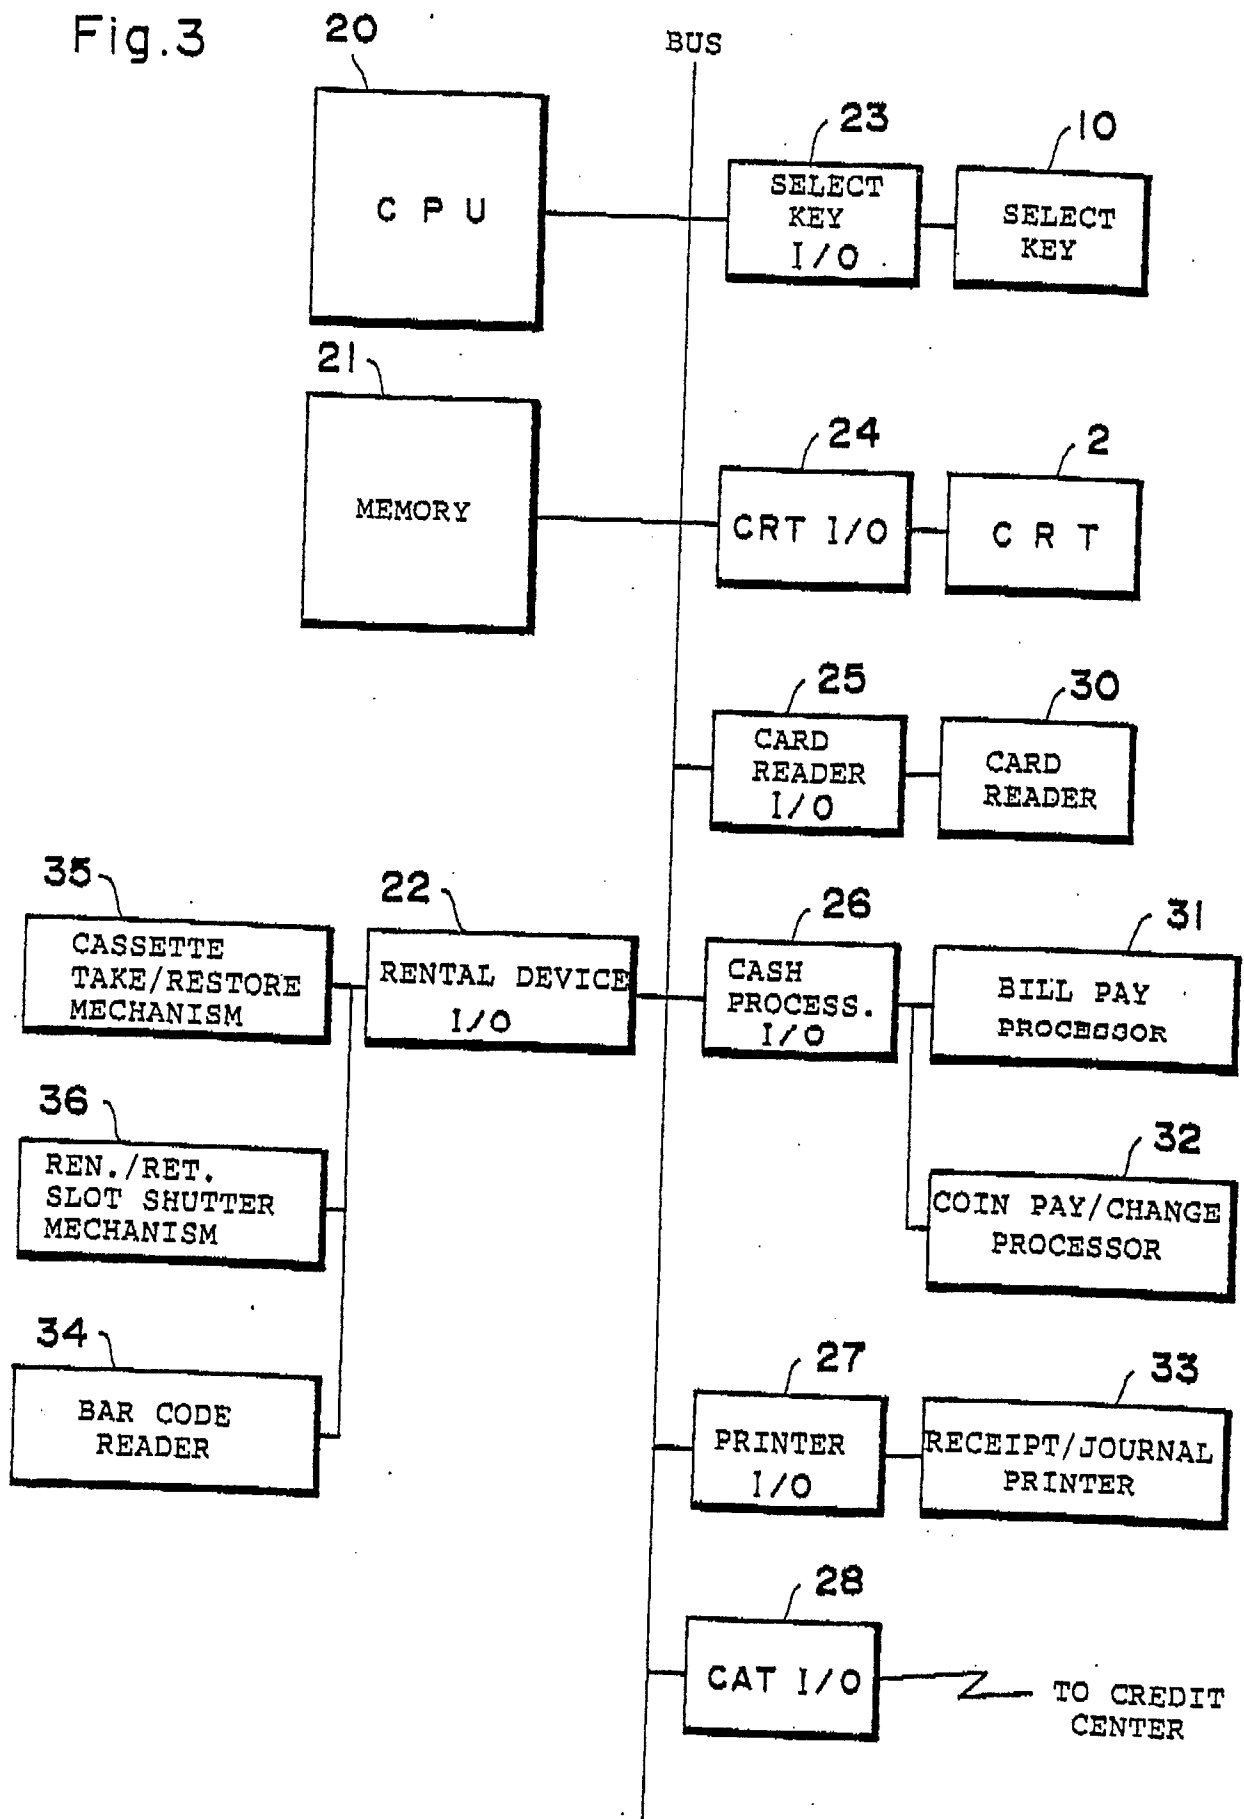 Fig.3
20
BUS
CPU
23
SELECT
KEY
I/O
10
SELECT
KEY
21
MEMORY
24
CRT I/O
2
CRT
25
CARD
READER
I/O
30
CARD
READER
35
CASSETTE
TAKE/RESTORE
MECHANISM
22
RENTAL DEVICE
I/O
26
CASH
PROCESS.
I/O
31
BILL PAY
PROCESSOR
36
REN./RET.
SLOT SHUTTER
MECHANISM
32
COIN PAY/CHANGE
PROCESSOR
34
BAR CODE
READER
27
PRINTER
I/O
33
RECEIPT/JOURNAL
PRINTER
28
CAT I/O
TO CREDIT
CENTER